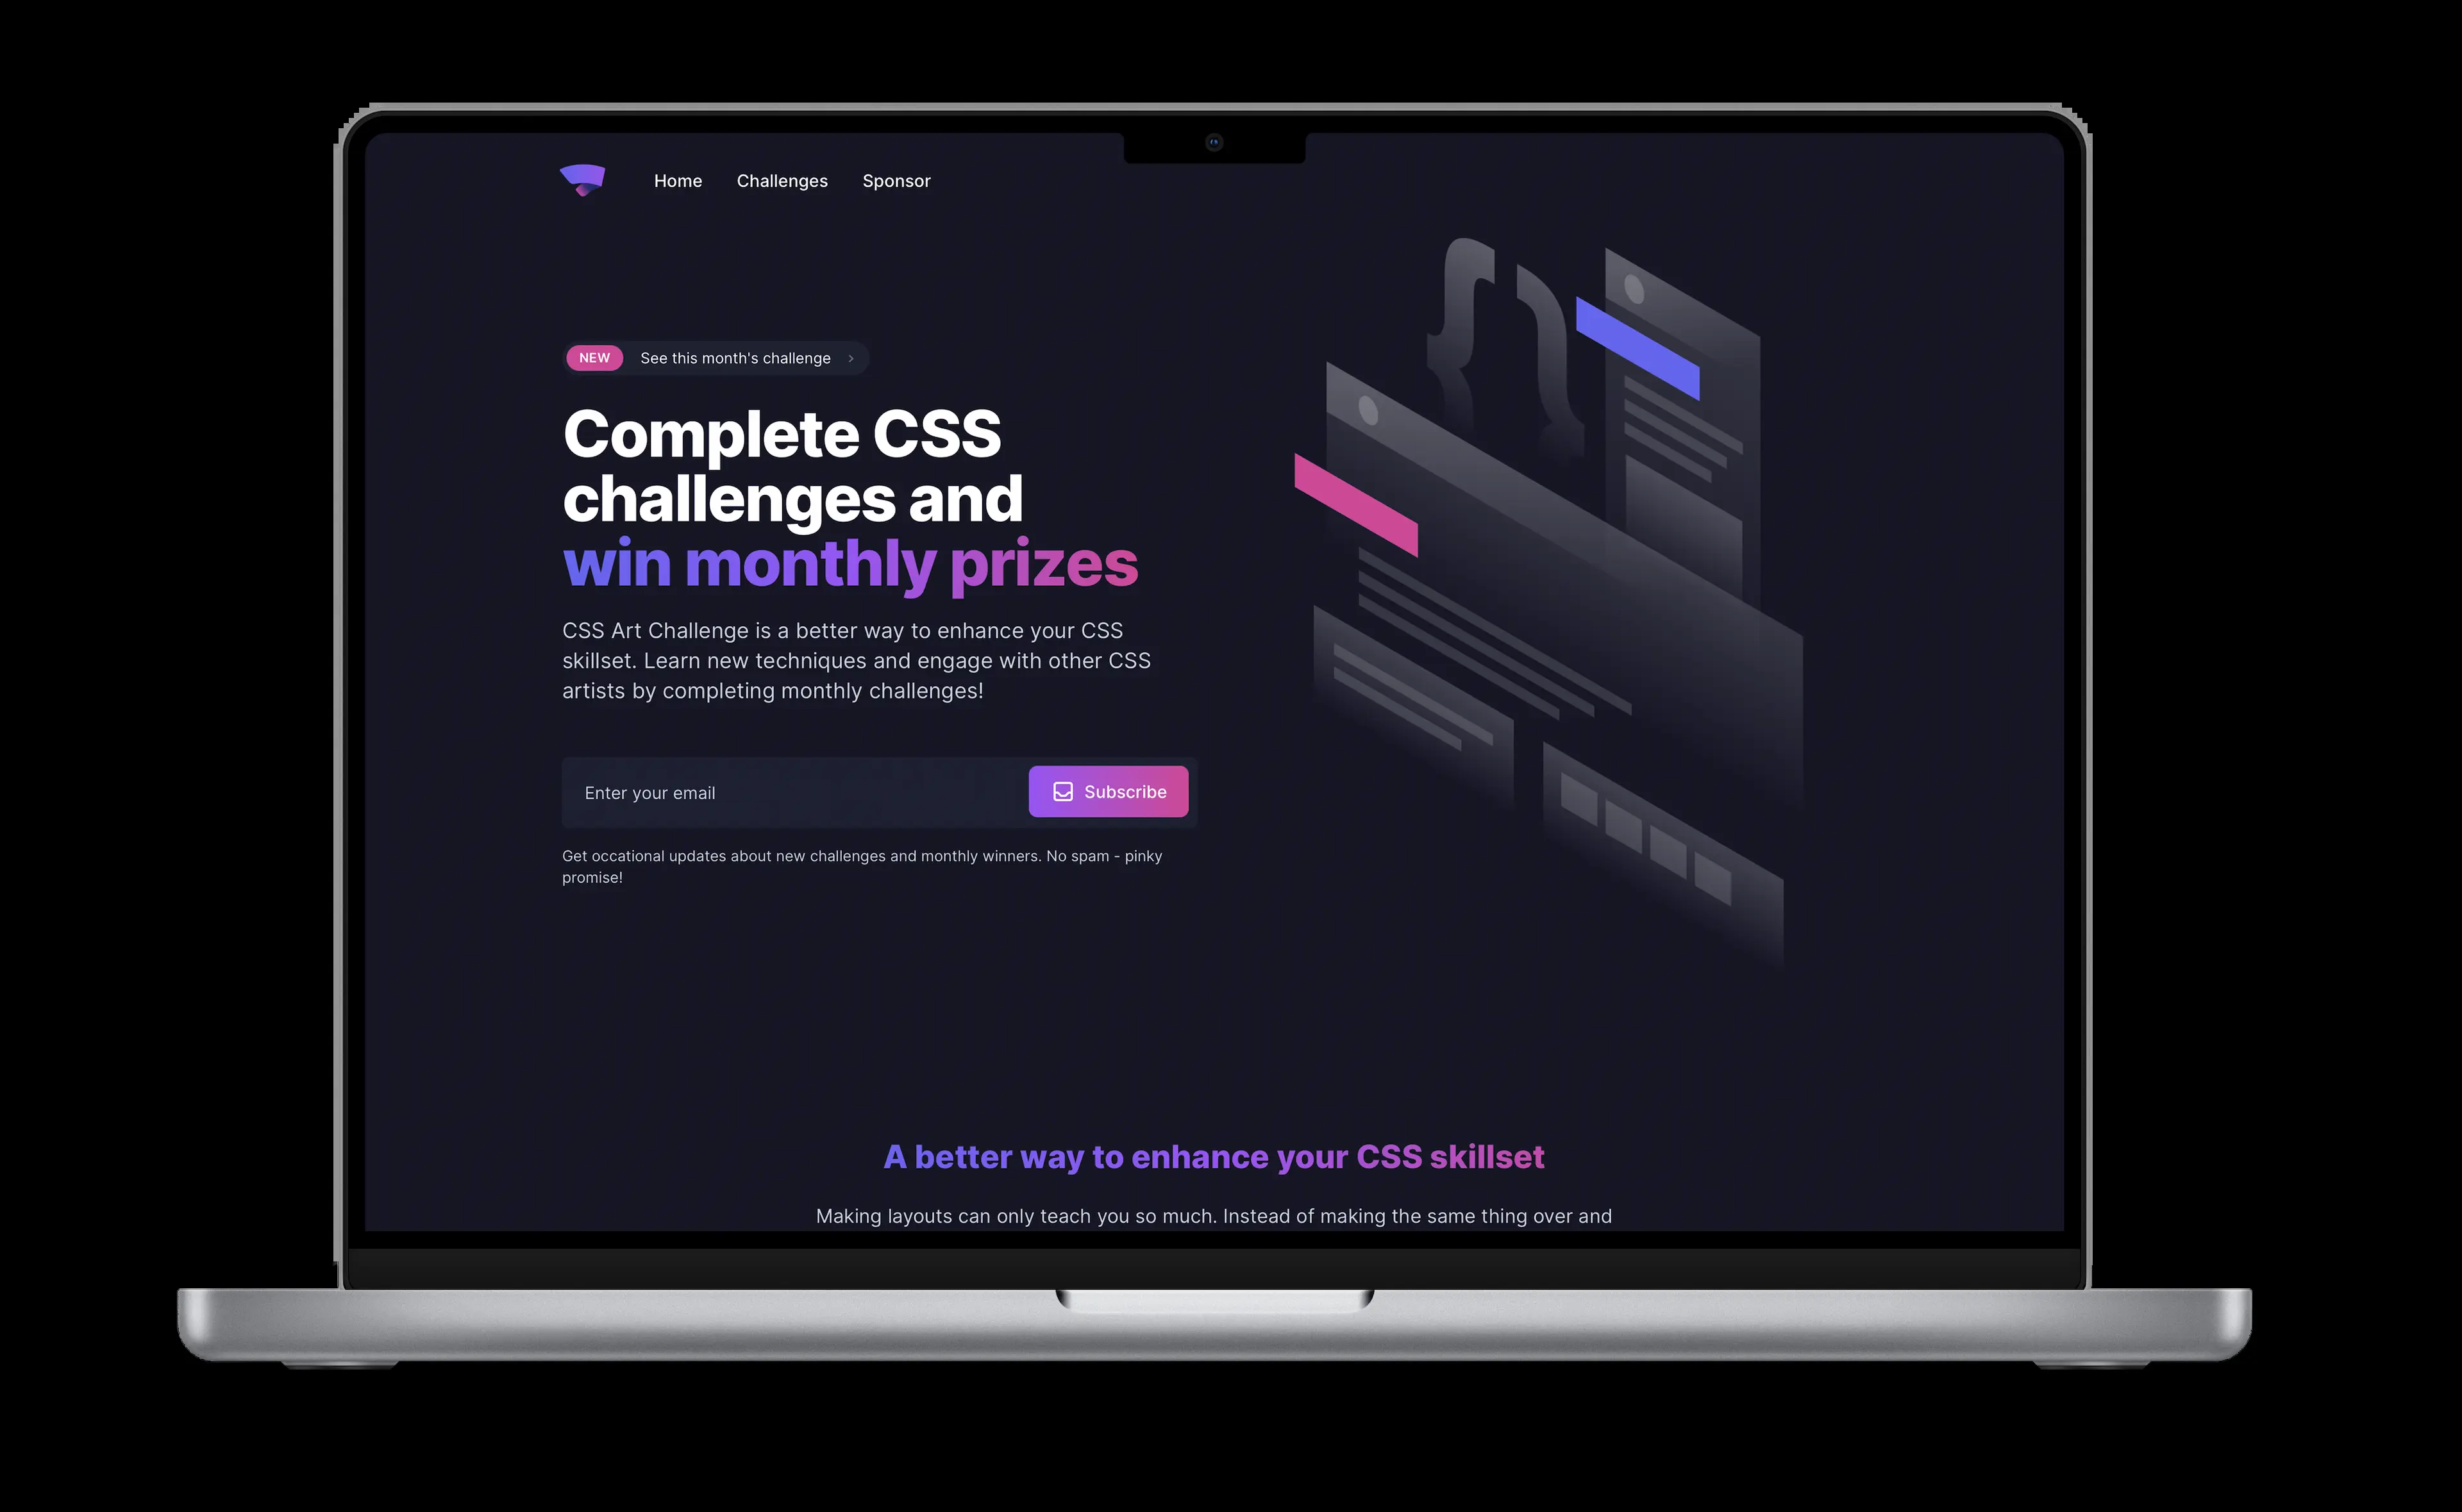 Home Challenges Sponsor
NEW See this month's challenge
Complete CSS
challenges and
win monthly prizes
CSS Art Challenge is a better way to enhance your CSS
skillset. Learn new techniques and engage with other CSS
artists by completing monthly challenges!
Enter your email Subscribe
Get occational updates about new challenges and monthly winners. No spam - pinky
promise!
A better way to enhance your CSS skillset
Making layouts can only teach you so much. Instead of making the same thing over and